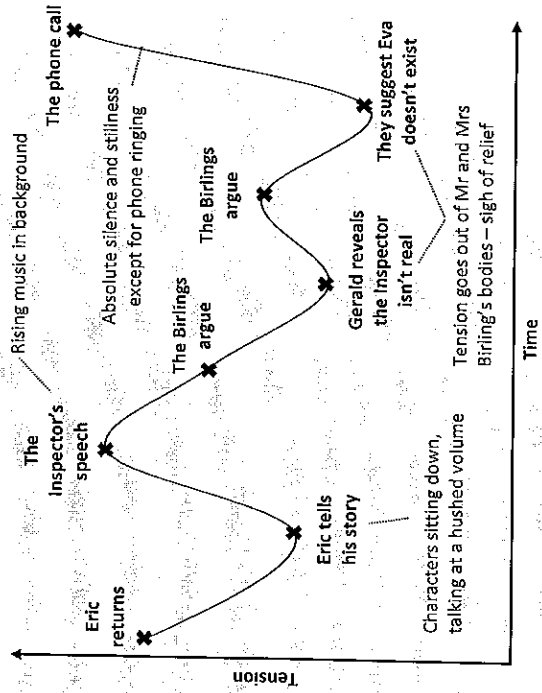 Rising music in background
The
Inspector's
speech
The phone call
Absolute silence and stillness
except for phone ringing
Eric
returns
The Birlings
argue
The Birlings
argue
Eric tells
his story
Gerald reveals
the Inspector
isn't real
They suggest Eva
doesn't exist
Characters sitting down,
talking at a hushed volume
Tension goes out of Mr and Mrs
Birling's bodies – sigh of relief
Tension
Time